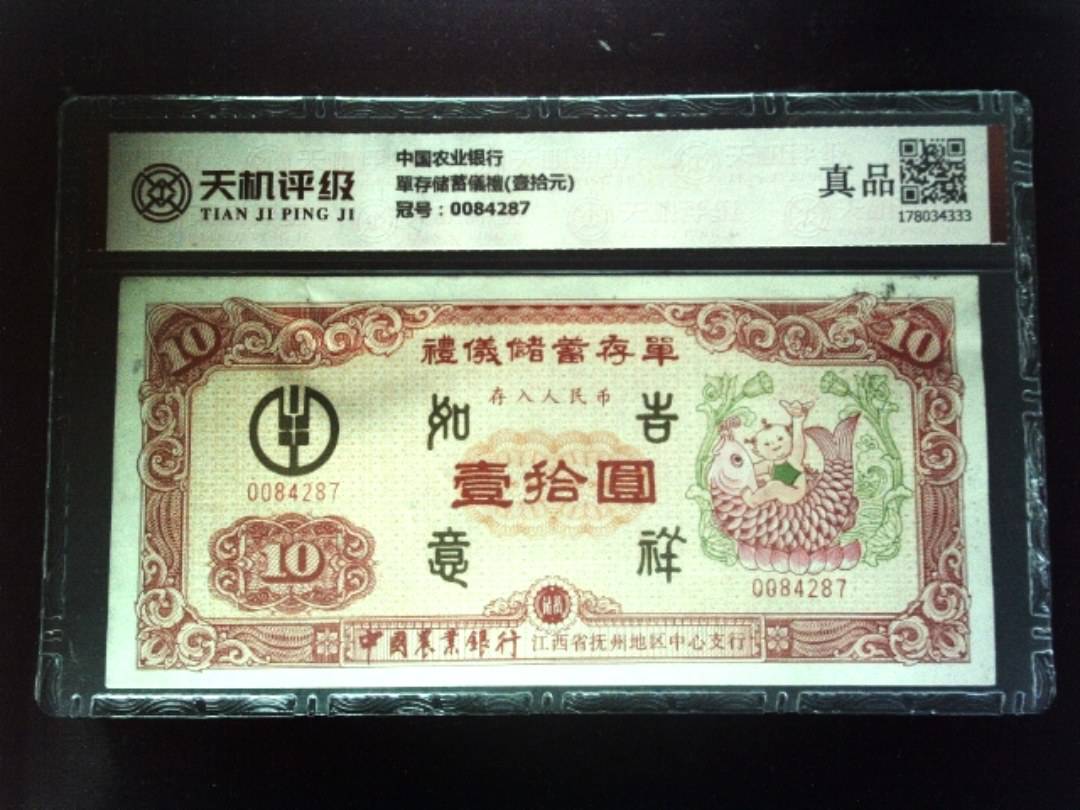 天机评级
TIAN JI PING JI
中国农业银行
單存储蓄儀禮(壹拾元)
冠号：0084287
真品
178034333
10
10
禮儀儲蓄存單
存入人民币
如
吉
0084287
壹拾圓
10
意
祥
0084287
中國農業銀行 江西省抚州地区中心支行